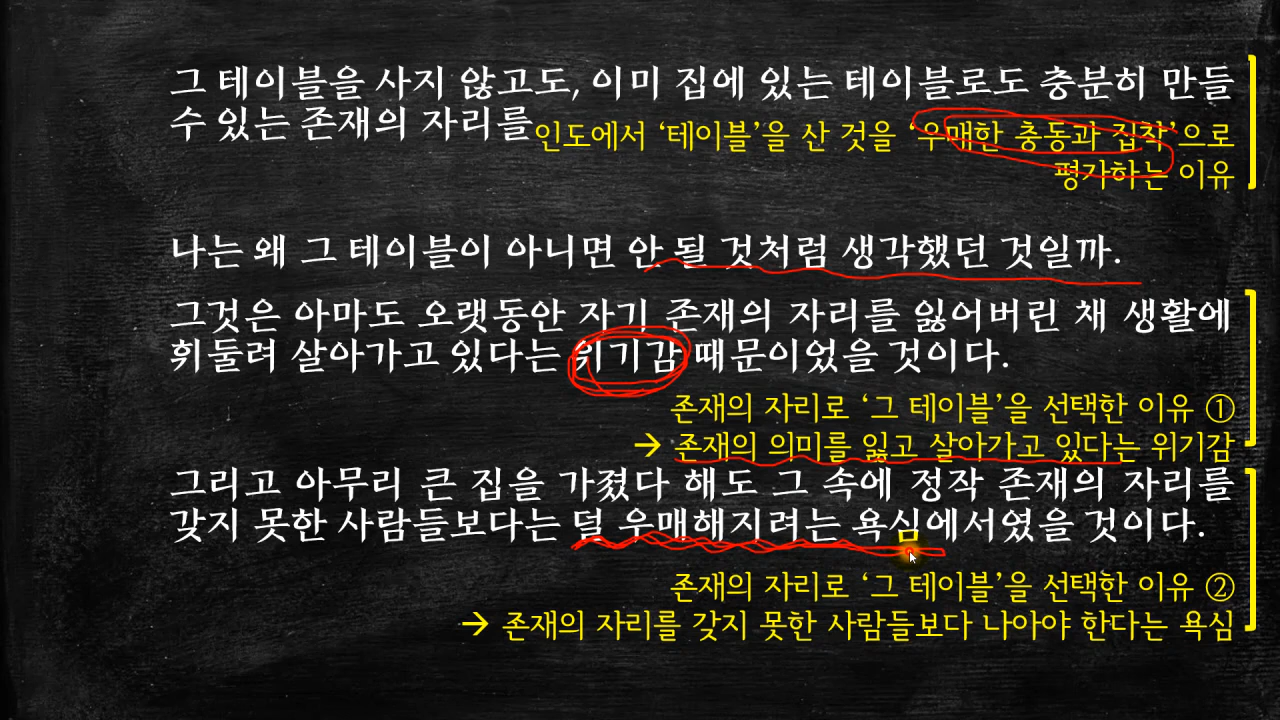 그 테이블을 사지 않고도, 이미 집에 있는 테이블로도 충분히 만들
수 있는 존재의 자리를
인도에서 ‘테이블’을 산 것을 ‘우매한 충동과 집착’으로
평가하는 이유
나는 왜 그 테이블이 아니면 안 될 것처럼 생각했던 것일까.
그것은 아마도 오랫동안 자기 존재의 자리를 잃어버린 채 생활에
휘둘려 살아가고 있다는 위기감 때문이었을 것이다.
존재의 자리로 ‘그 테이블’을 선택한 이유 ①
→ 존재의 의미를 잃고 살아가고 있다는 위기감
그리고 아무리 큰 집을 가졌다 해도 그 속에 정작 존재의 자리를
갖지 못한 사람들보다는 덜 우매해지려는 욕심에서였을 것이다.
존재의 자리로 ‘그 테이블’을 선택한 이유 ②
→ 존재의 자리를 갖지 못한 사람들보다 나아야 한다는 욕심